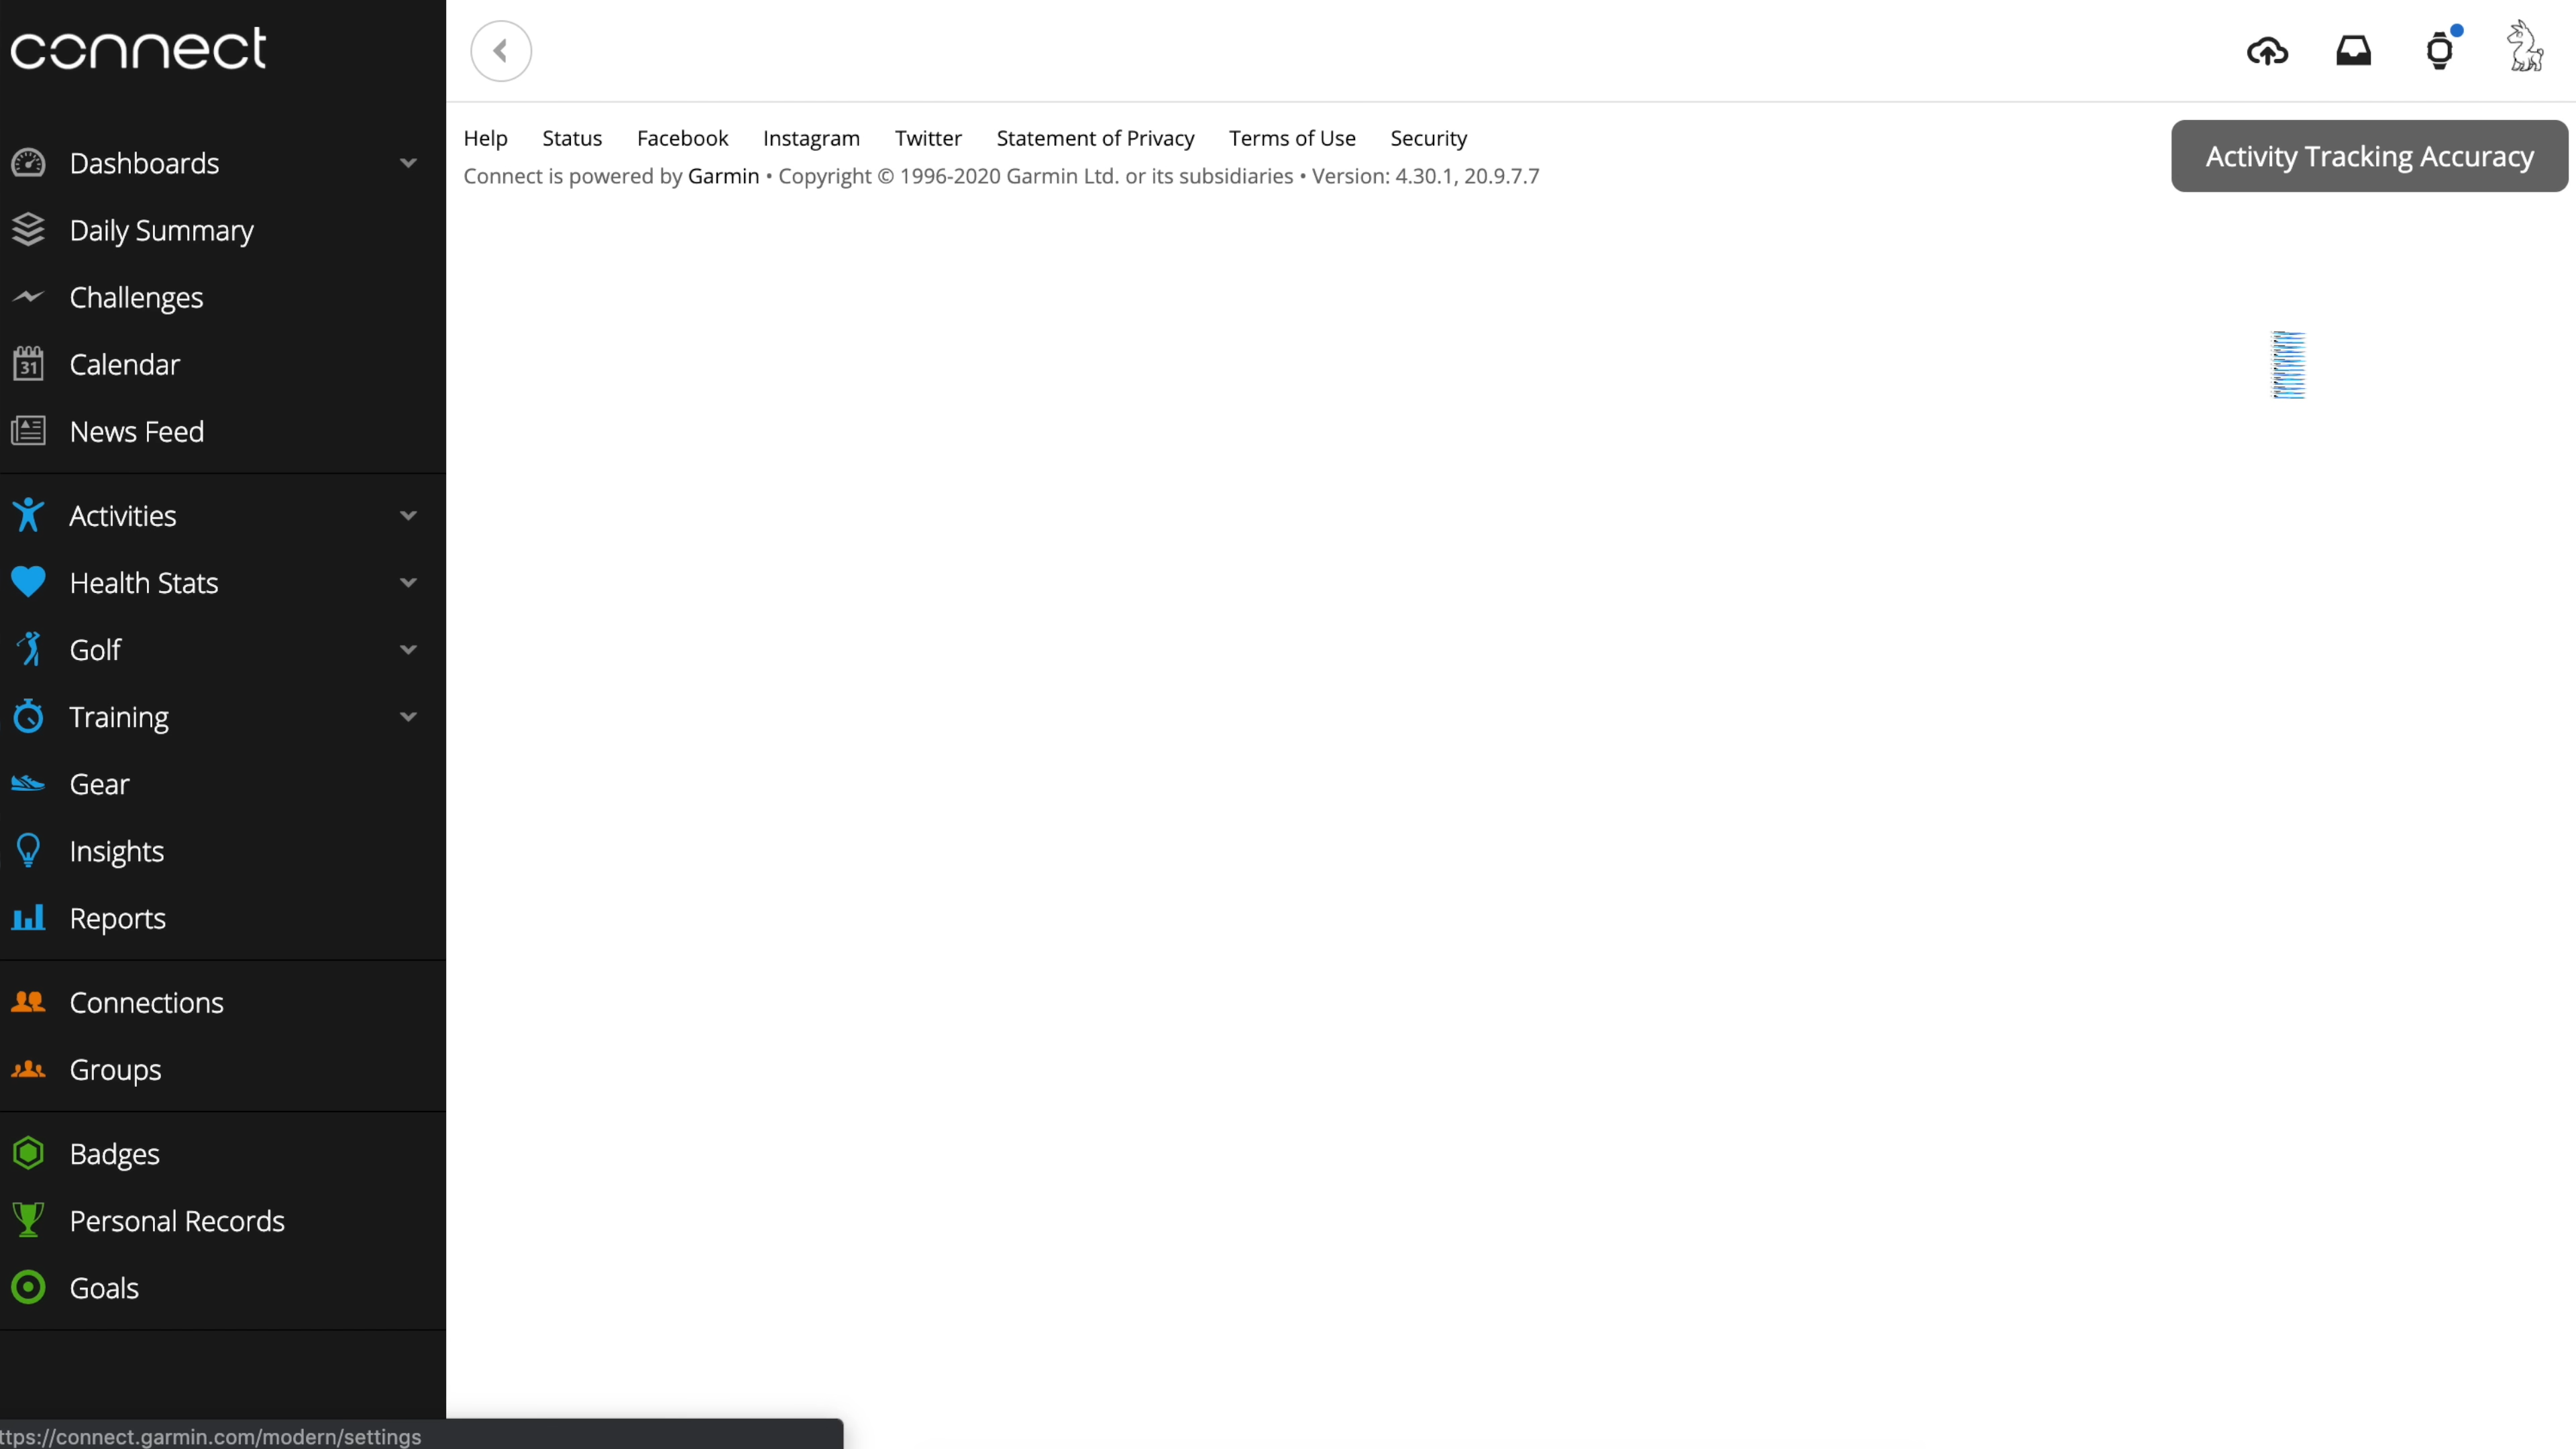 connect
Dashboards
Daily Summary
Challenges
31
Calendar
News Feed
Activities
Health Stats
Golf
Training
Gear
Insights
Reports
Connections
Groups
Badges
Personal Records
Goals
ttps://connect.garmin.com/modern/settings
Help Status Facebook Instagram Twitter Statement of Privacy Terms of Use Security
Connect is powered by Garmin • Copyright © 1996-2020 Garmin Ltd. or its subsidiaries • Version: 4.30.1, 20.9.7.7
Activity Tracking Accuracy